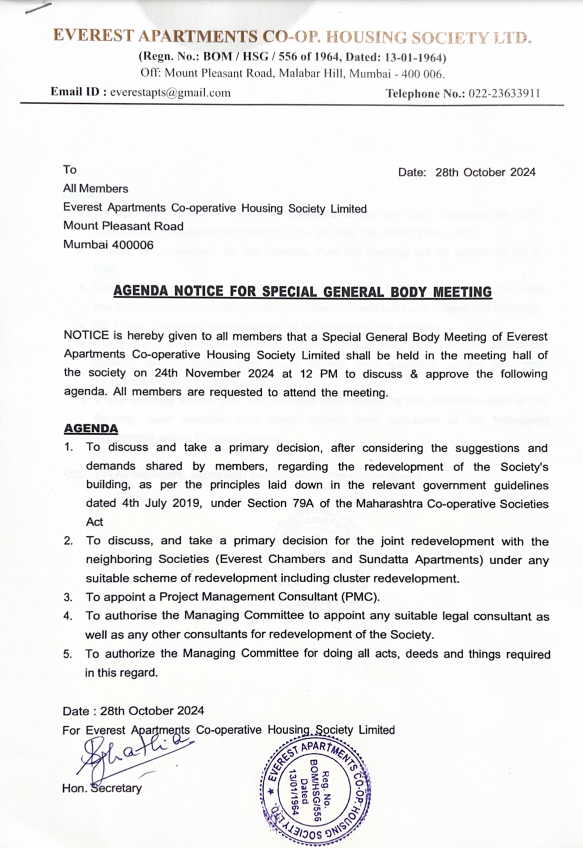 EVEREST APARTMENTS CO-OP. HOUSING SOCIETY LTD.
(Regn. No.: BOM / HSG / 556 of 1964, Dated: 13-01-1964)
Off: Mount Pleasant Road, Malabar Hill, Mumbai - 400 006.
Email ID : everestapts@gmail.com Telephone No.: 022-23633911
To Date: 28th October 2024
All Members
Everest Apartments Co-operative Housing Society Limited
Mount Pleasant Road
Mumbai 400006
AGENDA NOTICE FOR SPECIAL GENERAL BODY MEETING
NOTICE is hereby given to all members that a Special General Body Meeting of Everest
Apartments Co-operative Housing Society Limited shall be held in the meeting hall of
the society on 24th November 2024 at 12 PM to discuss & approve the following
agenda. All members are requested to attend the meeting.
AGENDA
1. To discuss and take a primary decision, after considering the suggestions and
demands shared by members, regarding the redevelopment of the Society's
building, as per the principles laid down in the relevant government guidelines
dated 4th July 2019, under Section 79A of the Maharashtra Co-operative Societies
Act
2. To discuss, and take a primary decision for the joint redevelopment with the
neighboring Societies (Everest Chambers and Sundatta Apartments) under any
suitable scheme of redevelopment including cluster redevelopment.
3. To appoint a Project Management Consultant (PMC).
4. To authorise the Managing Committee to appoint any suitable legal consultant as
well as any other consultants for redevelopment of the Society.
5. To authorize the Managing Committee for doing all acts, deeds and things required
in this regard.
Date : 28th October 2024
For Everest Apartments Co-operative Housing Society Limited
Hon. Secretary
★ EVEREST APARTMENTS CO-OP. HOUSING SOCIETY LTD.
Reg. No.
BOM/HSG/556
Dated
13/01/1964